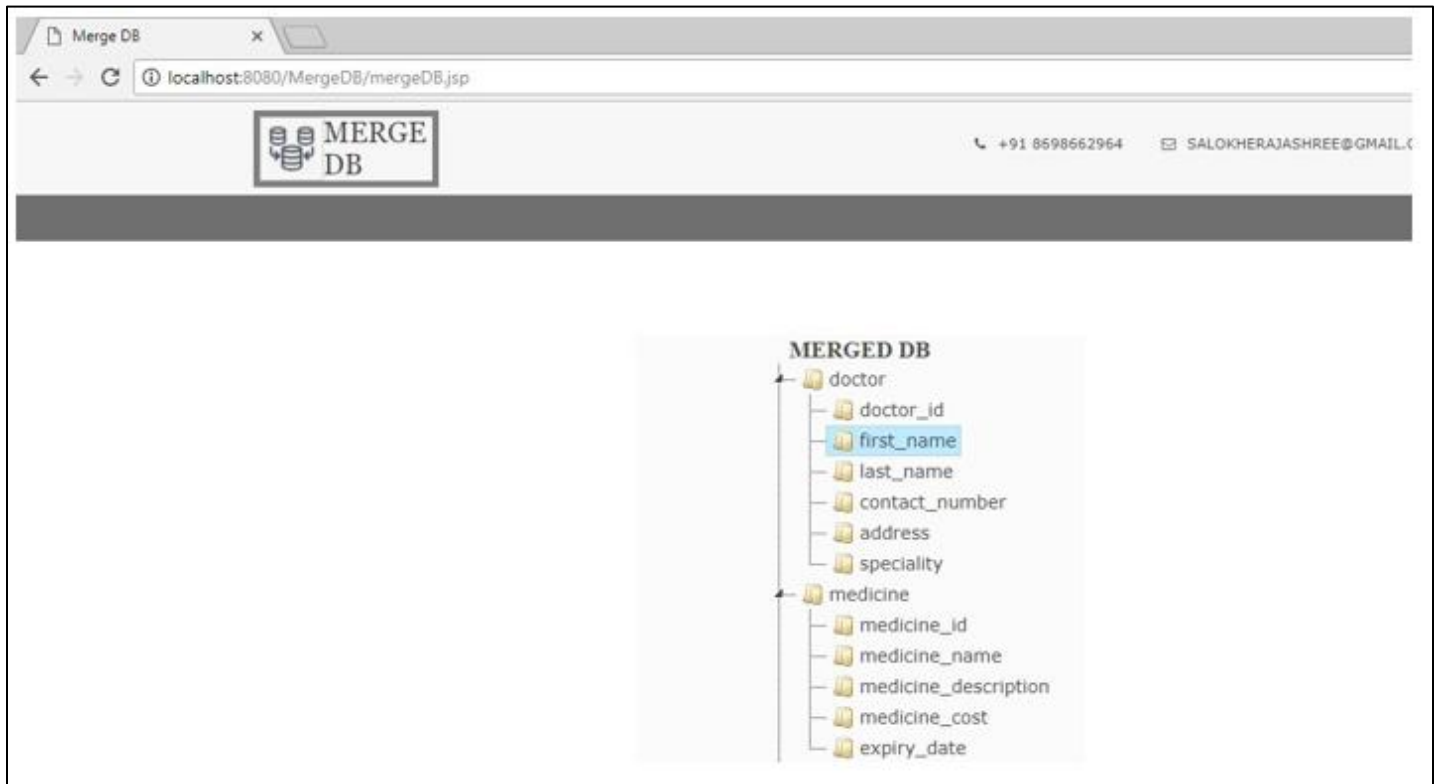 Merge DB
localhost:8080/MergeDB/mergeDB.jsp
MERGE
DB
+91 8698662964 SALOKHERAJASHREE@GMAIL.
MERGED DB
doctor
doctor_id
first_name
last_name
contact_number
address
speciality
medicine
medicine_id
medicine_name
medicine_description
medicine_cost
expiry_date